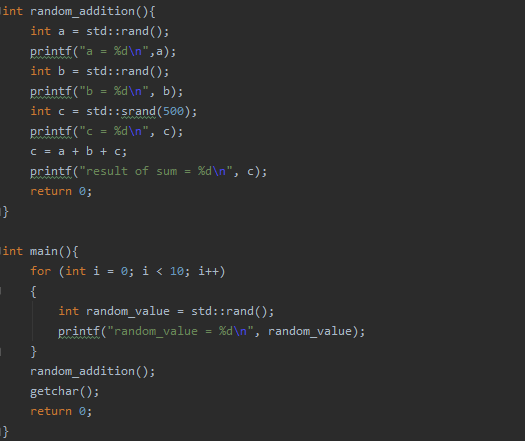 int random_addition(){
int a = std::rand();
printf("a = %d\n",a);
int b = std::rand();
printf("b = %d\n", b);
int c = std::srand(500);
printf("c = %d\n", c);
c = a + b + c;
printf("result of sum = %d\n", c);
return 0;
}
int main(){
for (int i = 0; i < 10; i++)
{
int random_value = std::rand();
printf("random_value = %d\n", random_value);
}
random_addition();
getchar();
return 0;
}